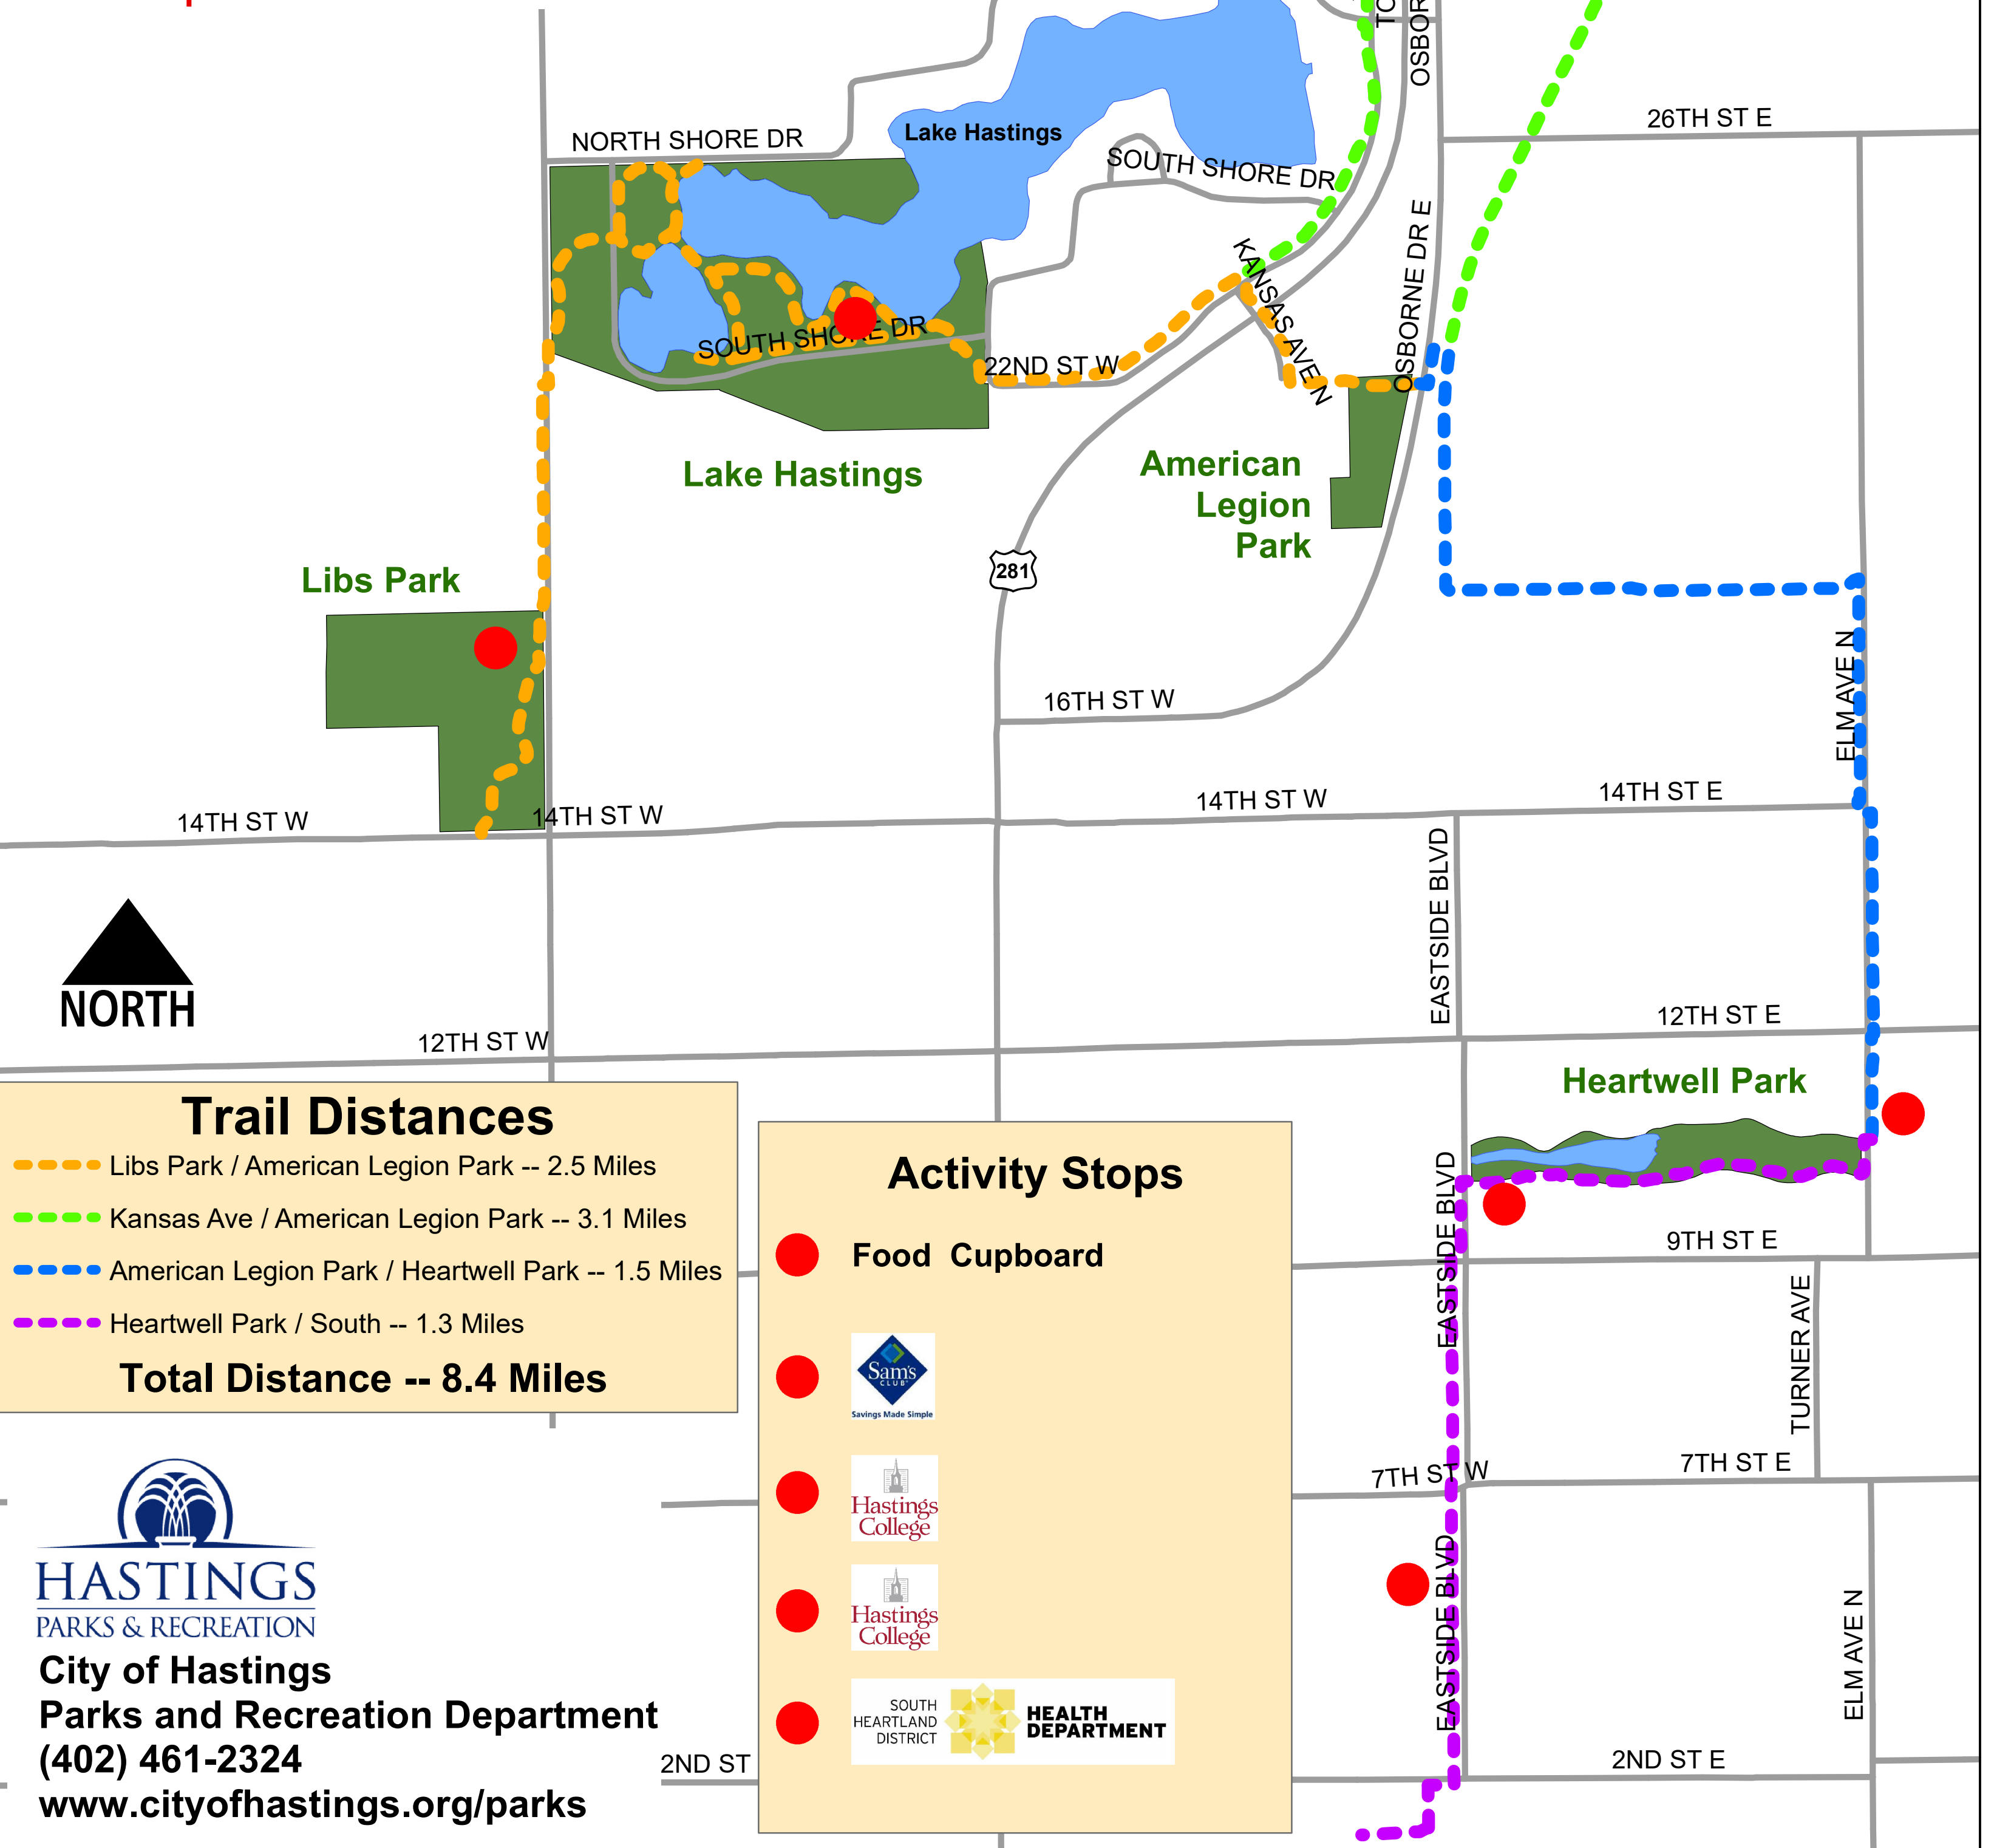 TO
OSBOR
26TH ST E
NORTH SHORE DR
Lake Hastings
SOUTH SHORE DR
OSBORNE DR E
KANSAS AVE N
SOUTH SHORE DR
22ND ST W
Lake Hastings
American
Legion
Park
281
Libs Park
ELM AVE N
16TH ST W
14TH ST W
14TH ST W
14TH ST W
14TH ST E
EASTSIDE BLVD
NORTH
12TH ST W
12TH ST E
Heartwell Park
EASTSIDE BLVD
EASTSIDE BLVD
9TH ST E
TURNER AVE
7TH ST W
7TH ST E
EASTSIDE BLVD
ELM AVE N
2ND ST
2ND ST E
Trail Distances
Libs Park / American Legion Park -- 2.5 Miles
Kansas Ave / American Legion Park -- 3.1 Miles
American Legion Park / Heartwell Park -- 1.5 Miles
Heartwell Park / South -- 1.3 Miles
Total Distance -- 8.4 Miles
Activity Stops
Food Cupboard
Sam's
CLUB
Savings Made Simple
Hastings
College
Hastings
College
SOUTH
HEARTLAND
DISTRICT
HEALTH
DEPARTMENT
HASTINGS
PARKS & RECREATION
City of Hastings
Parks and Recreation Department
(402) 461-2324
www.cityofhastings.org/parks